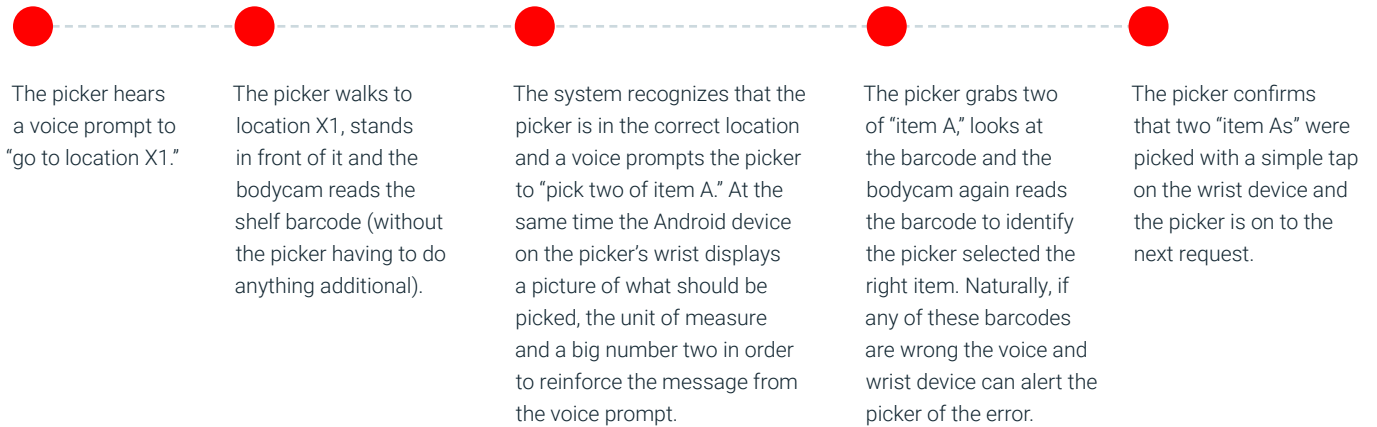 The picker hears
a voice prompt to
“go to location X1.”
The picker walks to
location X1, stands
in front of it and the
bodycam reads the
shelf barcode (without
the picker having to do
anything additional).
The system recognizes that the
picker is in the correct location
and a voice prompts the picker
to “pick two of item A.” At the
same time the Android device
on the picker’s wrist displays
a picture of what should be
picked, the unit of measure
and a big number two in order
to reinforce the message from
the voice prompt.
The picker grabs two
of “item A,” looks at
the barcode and the
bodycam again reads
the barcode to identify
the picker selected the
right item. Naturally, if
any of these barcodes
are wrong the voice and
wrist device can alert the
picker of the error.
The picker confirms
that two “item As” were
picked with a simple tap
on the wrist device and
the picker is on to the
next request.